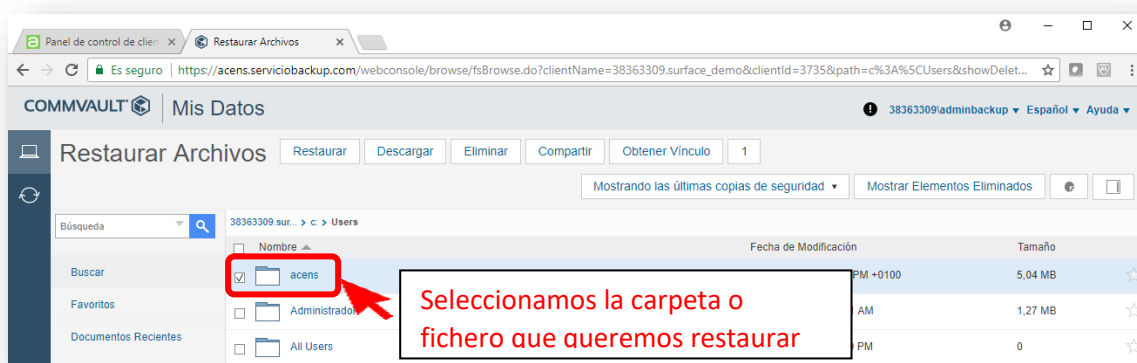 Panel de control de clien
Restaurar Archivos
Es seguro | https://acens.serviciobackup.com/webconsole/browse/fsBrowse.do?clientName=38363309.surface_demo&clientId=3735&path=c%3A%5CUsers&showDelet...
COMMVAULT | Mis Datos
38363309\adminbackup Español Ayuda
Restaurar Archivos
Restaurar Descargar Eliminar Compartir Obtener Vínculo 1
Mostrando las últimas copias de seguridad Mostrar Elementos Eliminados
Búsqueda
38363309.sur... > c: > Users
Nombre Fecha de Modificación Tamaño
Buscar
acens PM +0100 5,04 MB
Favoritos
Administrador AM 1,27 MB
Documentos Recientes
All Users PM 0
Seleccionamos la carpeta o
fichero que queremos restaurar